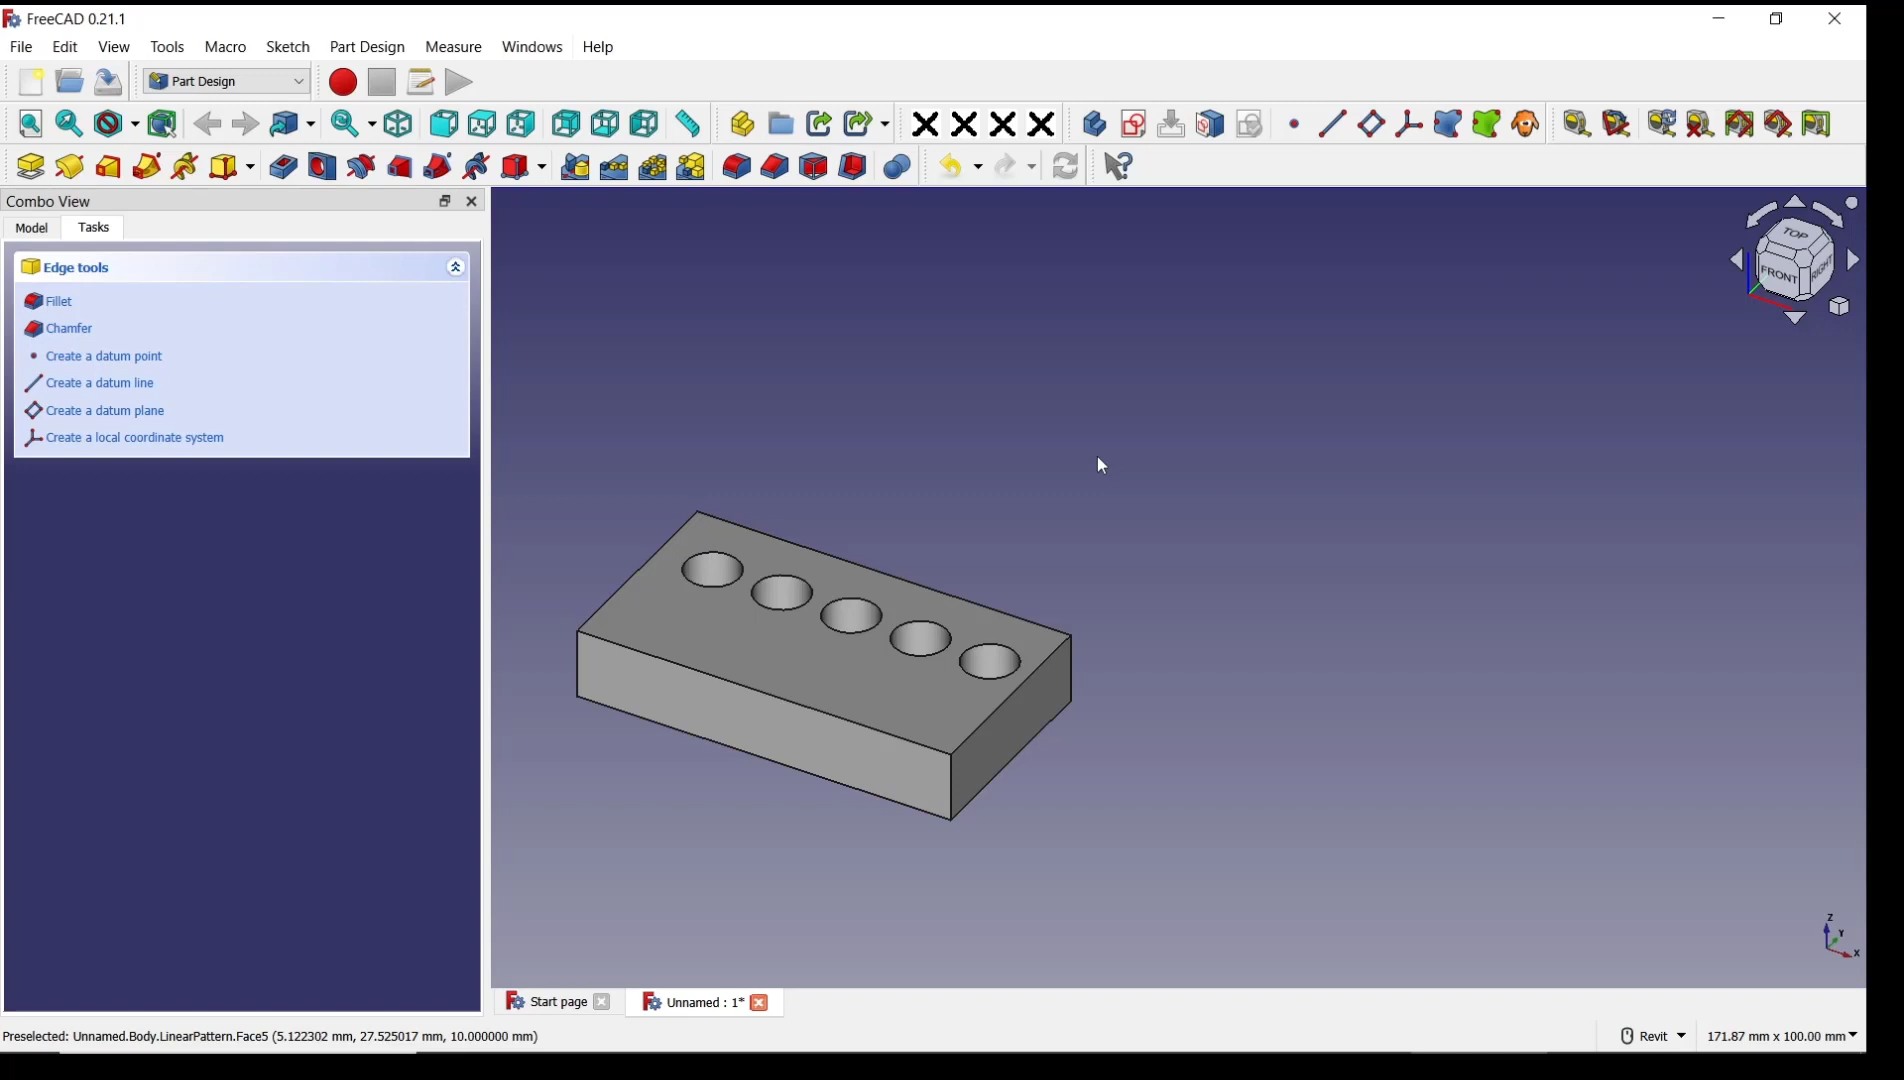 FreeCAD 0.21.1
File Edit View Tools Macro Sketch Part Design Measure Windows Help
Part Design
Combo View
Model Tasks
Edge tools
Fillet
Chamfer
Create a datum point
Create a datum line
Create a datum plane
Create a local coordinate system
TOP
FRONT RIGHT
Z
Y
X
Start page Unnamed : 1*
Preselected: Unnamed.Body.LinearPattern.Face5 (5.122302 mm, 27.525017 mm, 10.000000 mm) Revit 171.87 mm x 100.00 mm